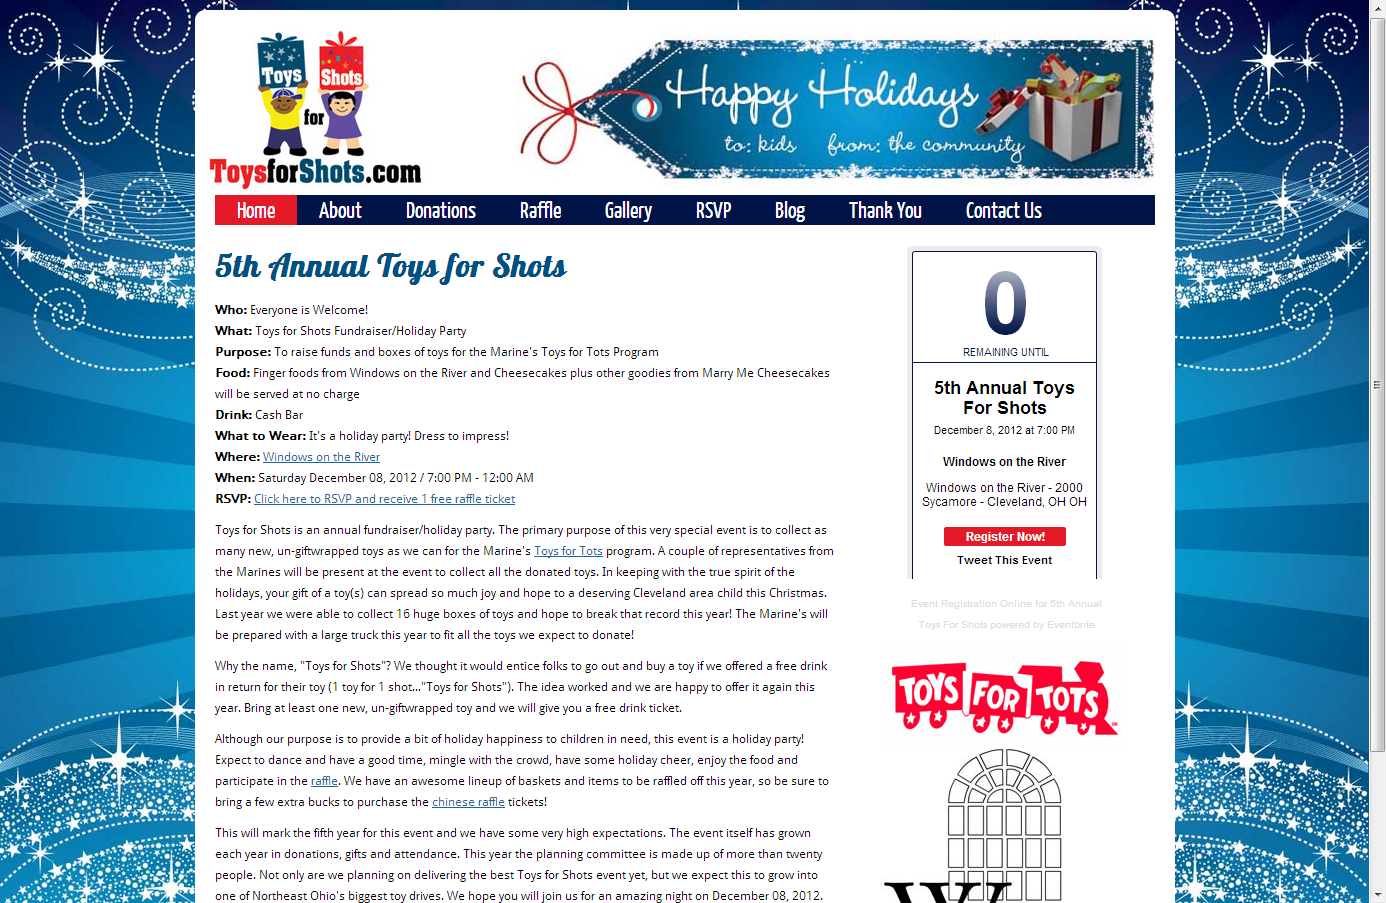 Toys Shots
for
ToysforShots.com
Happy Holidays
to: kids from: the community
Home About Donations Raffle Gallery RSVP Blog Thank You Contact Us
5th Annual Toys for Shots
Who: Everyone is Welcome!
What: Toys for Shots Fundraiser/Holiday Party
Purpose: To raise funds and boxes of toys for the Marine's Toys for Tots Program
Food: Finger foods from Windows on the River and Cheesecakes plus other goodies from Marry Me Cheesecakes
will be served at no charge
Drink: Cash Bar
What to Wear: It's a holiday party! Dress to impress!
Where: Windows on the River
When: Saturday December 08, 2012 / 7:00 PM - 12:00 AM
RSVP: Click here to RSVP and receive 1 free raffle ticket
Toys for Shots is an annual fundraiser/holiday party. The primary purpose of this very special event is to collect as
many new, un-giftwrapped toys as we can for the Marine's Toys for Tots program. A couple of representatives from
the Marines will be present at the event to collect all the donated toys. In keeping with the true spirit of the
holidays, your gift of a toy(s) can spread so much joy and hope to a deserving Cleveland area child this Christmas.
Last year we were able to collect 16 huge boxes of toys and hope to break that record this year! The Marine's will
be prepared with a large truck this year to fit all the toys we expect to donate!
Why the name, "Toys for Shots"? We thought it would entice folks to go out and buy a toy if we offered a free drink
in return for their toy (1 toy for 1 shot..."Toys for Shots"). The idea worked and we are happy to offer it again this
year. Bring at least one new, un-giftwrapped toy and we will give you a free drink ticket.
Although our purpose is to provide a bit of holiday happiness to children in need, this event is a holiday party!
Expect to dance and have a good time, mingle with the crowd, have some holiday cheer, enjoy the food and
participate in the raffle. We have an awesome lineup of baskets and items to be raffled off this year, so be sure to
bring a few extra bucks to purchase the chinese raffle tickets!
This will mark the fifth year for this event and we have some very high expectations. The event itself has grown
each year in donations, gifts and attendance. This year the planning committee is made up of more than twenty
people. Not only are we planning on delivering the best Toys for Shots event yet, but we expect this to grow into
one of Northeast Ohio's biggest toy drives. We hope you will join us for an amazing night on December 08, 2012.
0
REMAINING UNTIL
5th Annual Toys
For Shots
December 8, 2012 at 7:00 PM
Windows on the River
Windows on the River - 2000
Sycamore - Cleveland, OH OH
Register Now!
Tweet This Event
Event Registration Online for 5th Annual
Toys For Shots powered by Eventbrite
TOYS FOR TOTS
W